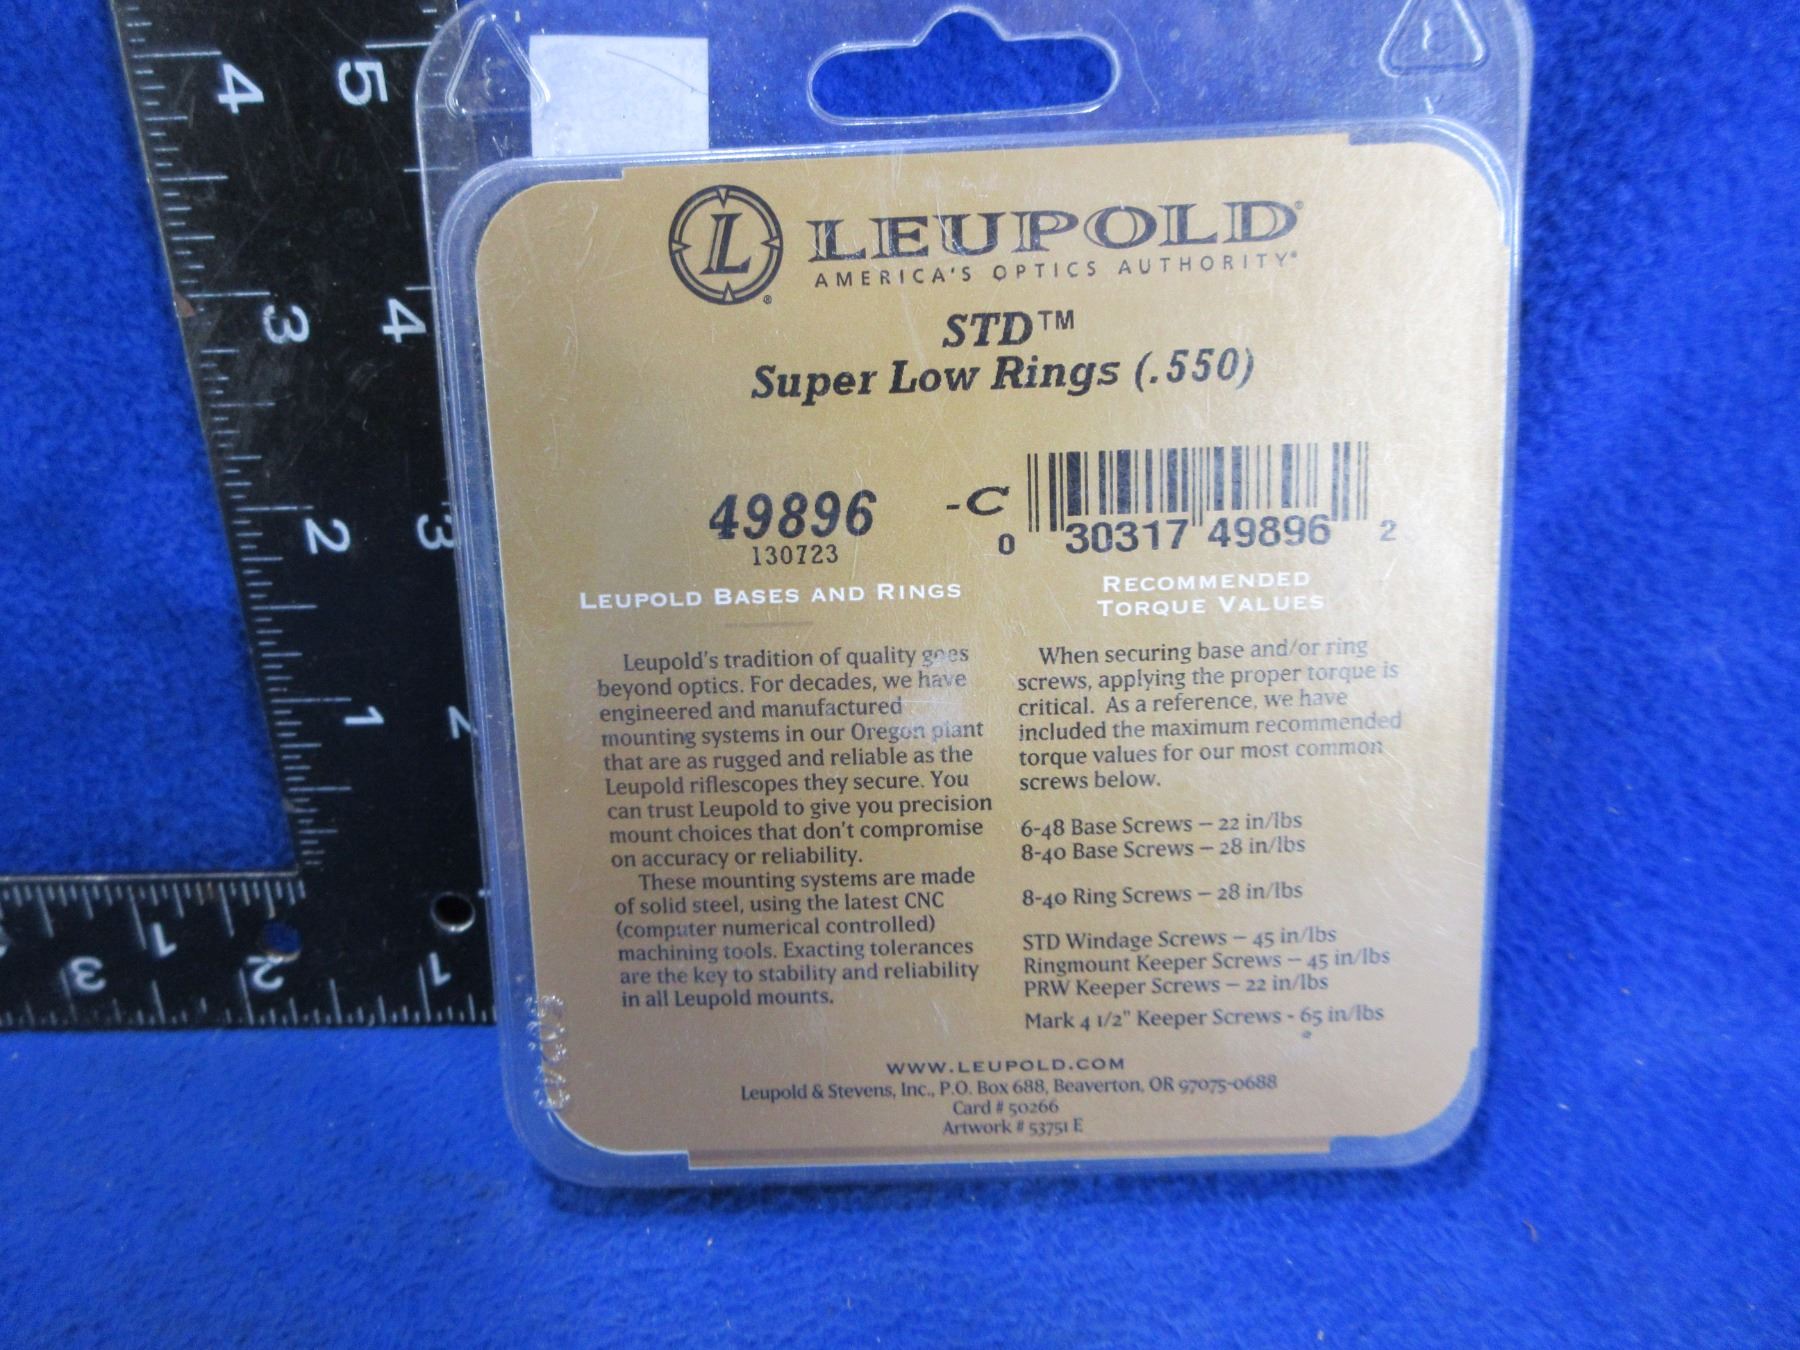 L
LEUPOLD®
AMERICA'S OPTICS AUTHORITY®
STD™
Super Low Rings (.550)
49896
130723
-C
0 30317 49896 2
LEUPOLD BASES AND RINGS
Leupold's tradition of quality goes
beyond optics. For decades, we have
engineered and manufactured
mounting systems in our Oregon plant
that are as rugged and reliable as the
Leupold riflescopes they secure. You
can trust Leupold to give you precision
mount choices that don't compromise
on accuracy or reliability.
These mounting systems are made
of solid steel, using the latest CNC
(computer numerical controlled)
machining tools. Exacting tolerances
are the key to stability and reliability
in all Leupold mounts.
RECOMMENDED
TORQUE VALUES
When securing base and/or ring
screws, applying the proper torque is
critical. As a reference, we have
included the maximum recommended
torque values for our most common
screws below.
6-48 Base Screws – 22 in/lbs
8-40 Base Screws – 28 in/lbs
8-40 Ring Screws – 28 in/lbs
STD Windage Screws – 45 in/lbs
Ringmount Keeper Screws – 45 in/lbs
PRW Keeper Screws – 22 in/lbs
Mark 4 1/2" Keeper Screws - 65 in/lbs
WWW.LEUPOLD.COM
Leupold & Stevens, Inc., P.O. Box 688, Beaverton, OR 97075-0688
Card # 50266
Artwork # 53751 E
4 5
3 4
2 3
1 2
1 2
3 2 1